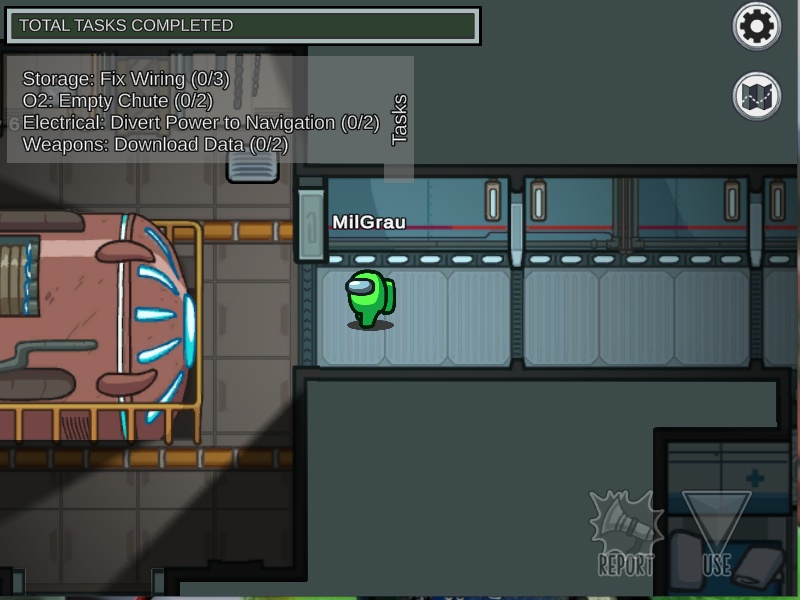 TOTAL TASKS COMPLETED
Storage: Fix Wiring (0/3)
O2: Empty Chute (0/2)
Electrical: Divert Power to Navigation (0/2)
Weapons: Download Data (0/2)
Tasks
MilGrau
REPORT
USE